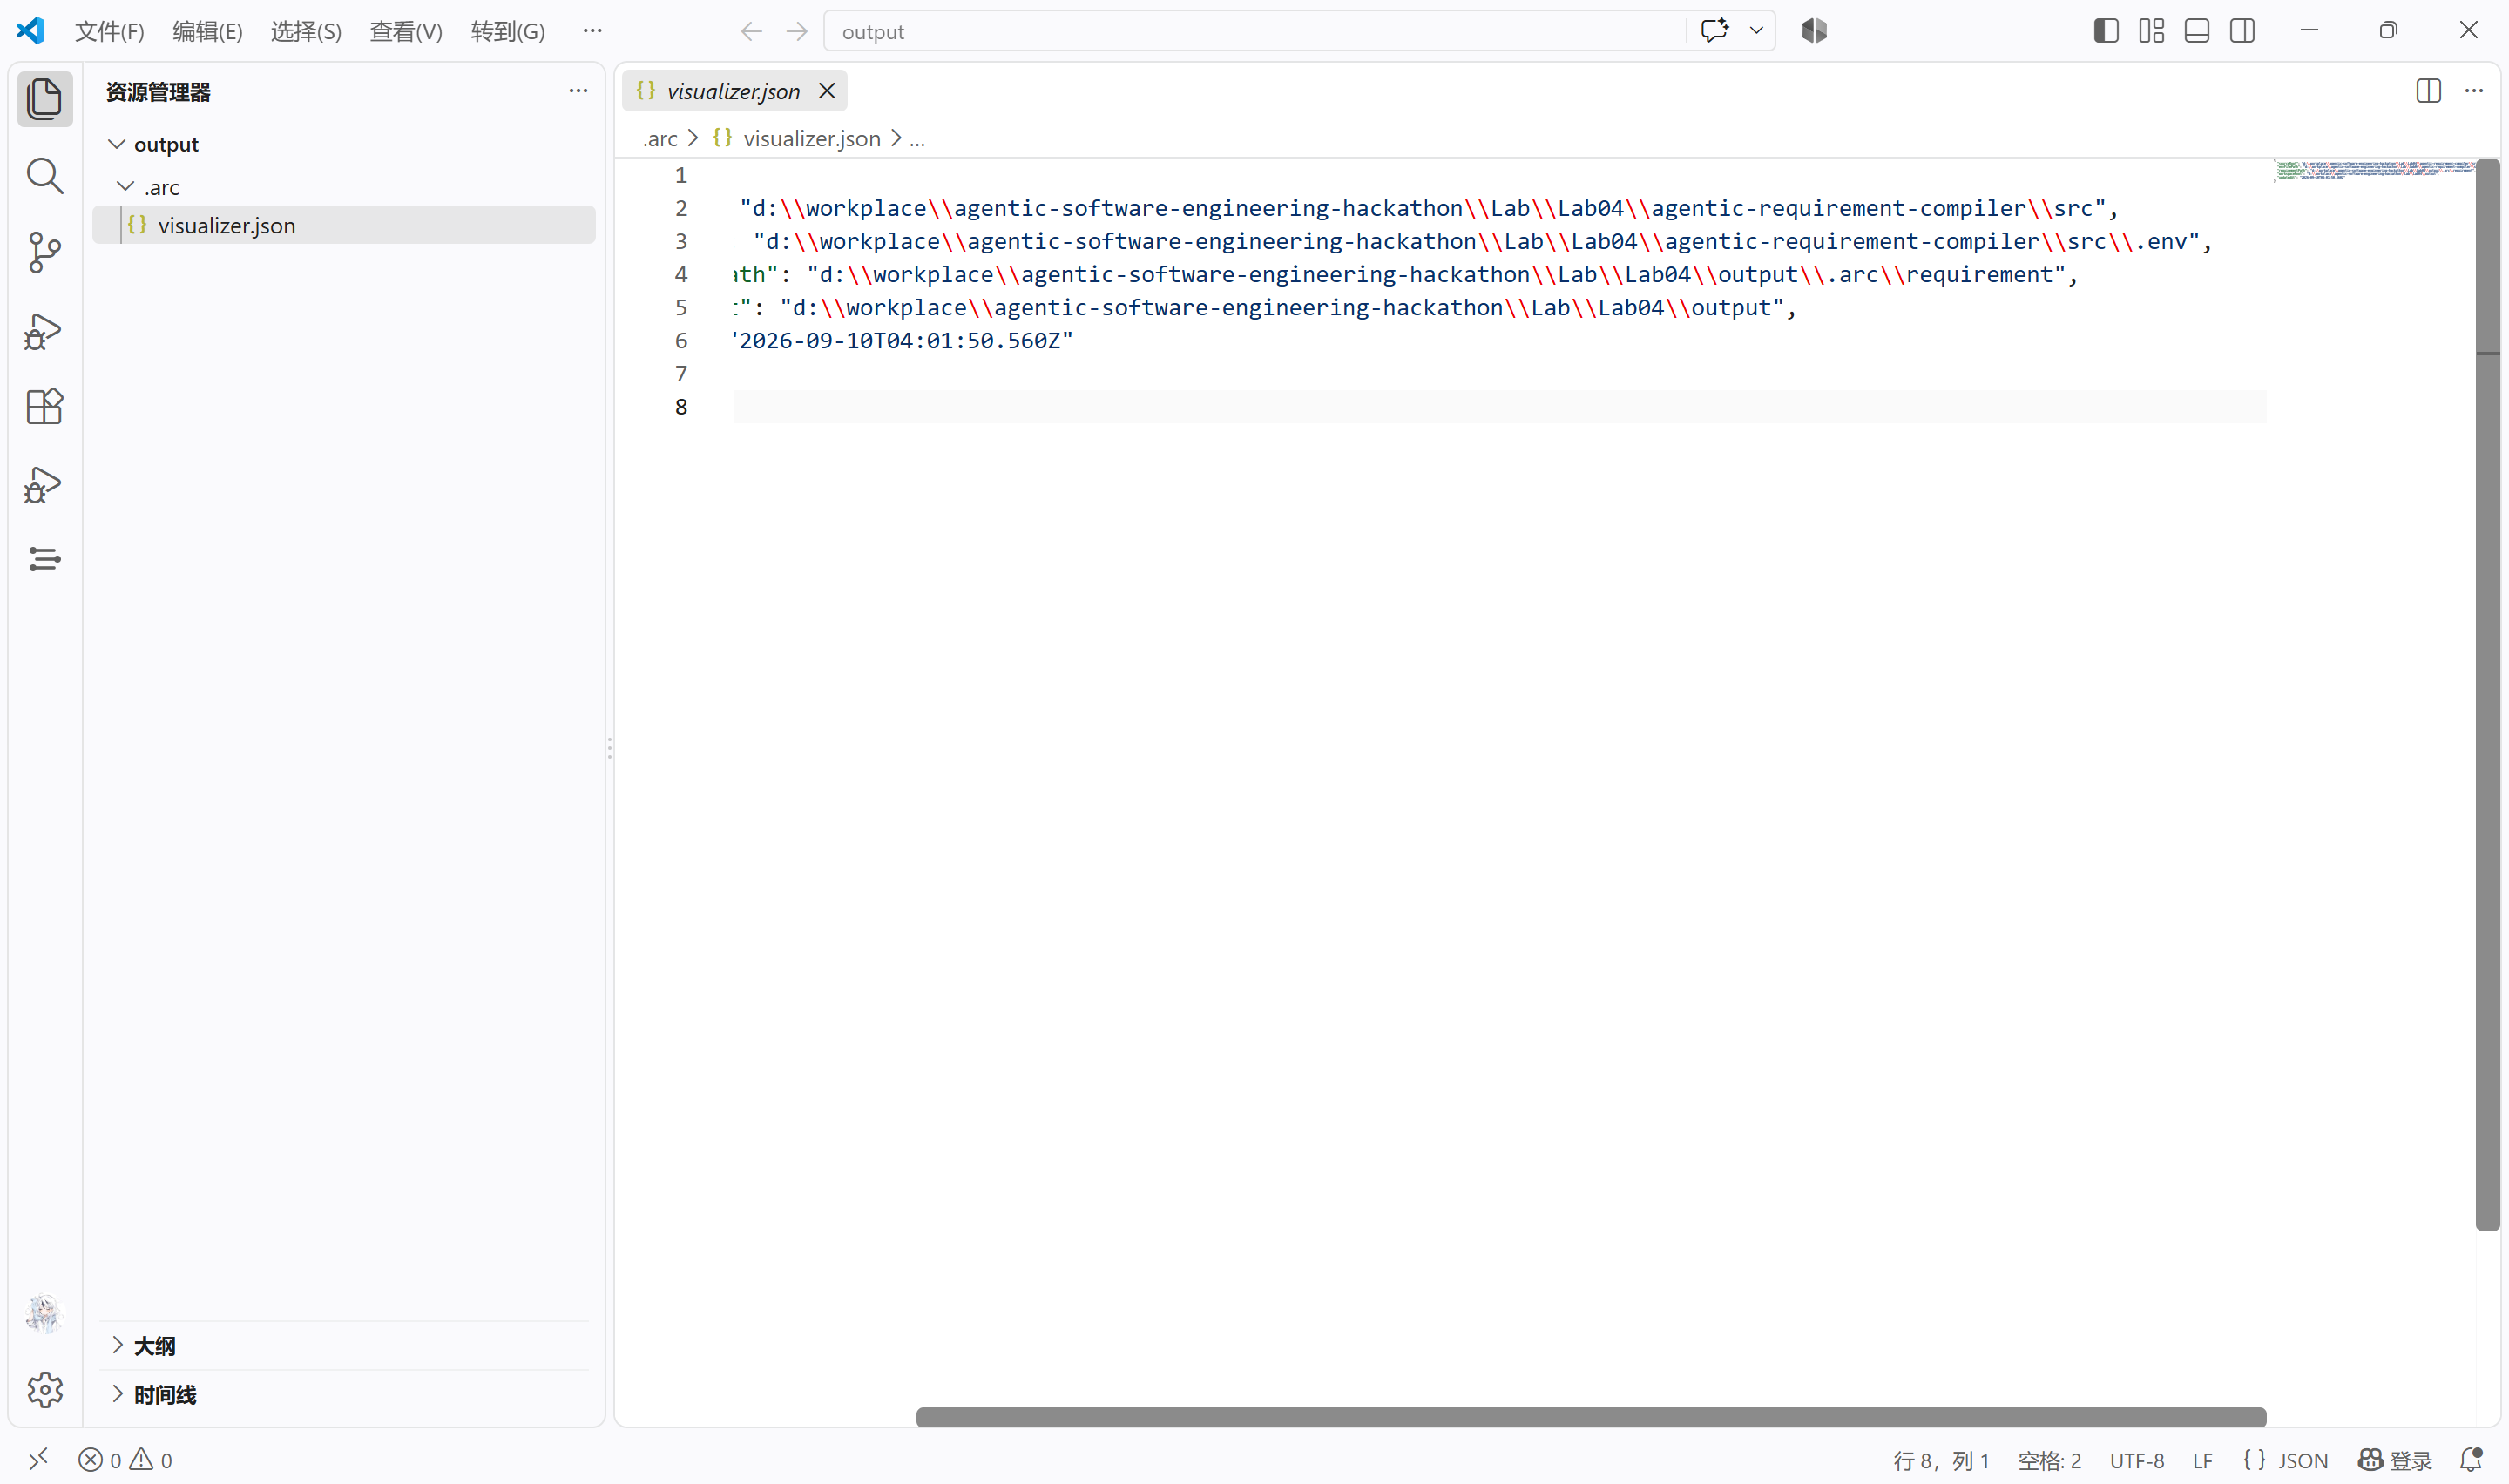 文件(F) 编辑(E) 选择(S) 查看(V) 转到(G) ···
output
资源管理器
output
.arc
visualizer.json
大纲
时间线
visualizer.json
.arc > visualizer.json > ...
1
2 "d:\\workplace\\agentic-software-engineering-hackathon\\Lab\\Lab04\\agentic-requirement-compiler\\src",
3 : "d:\\workplace\\agentic-software-engineering-hackathon\\Lab\\Lab04\\agentic-requirement-compiler\\src\\.env",
4 ath": "d:\\workplace\\agentic-software-engineering-hackathon\\Lab\\Lab04\\output\\.arc\\requirement",
5 ": "d:\\workplace\\agentic-software-engineering-hackathon\\Lab\\Lab04\\output",
6 "2026-09-10T04:01:50.560Z"
7
8
0 0
行 8，列 1 空格: 2 UTF-8 LF {} JSON 登录